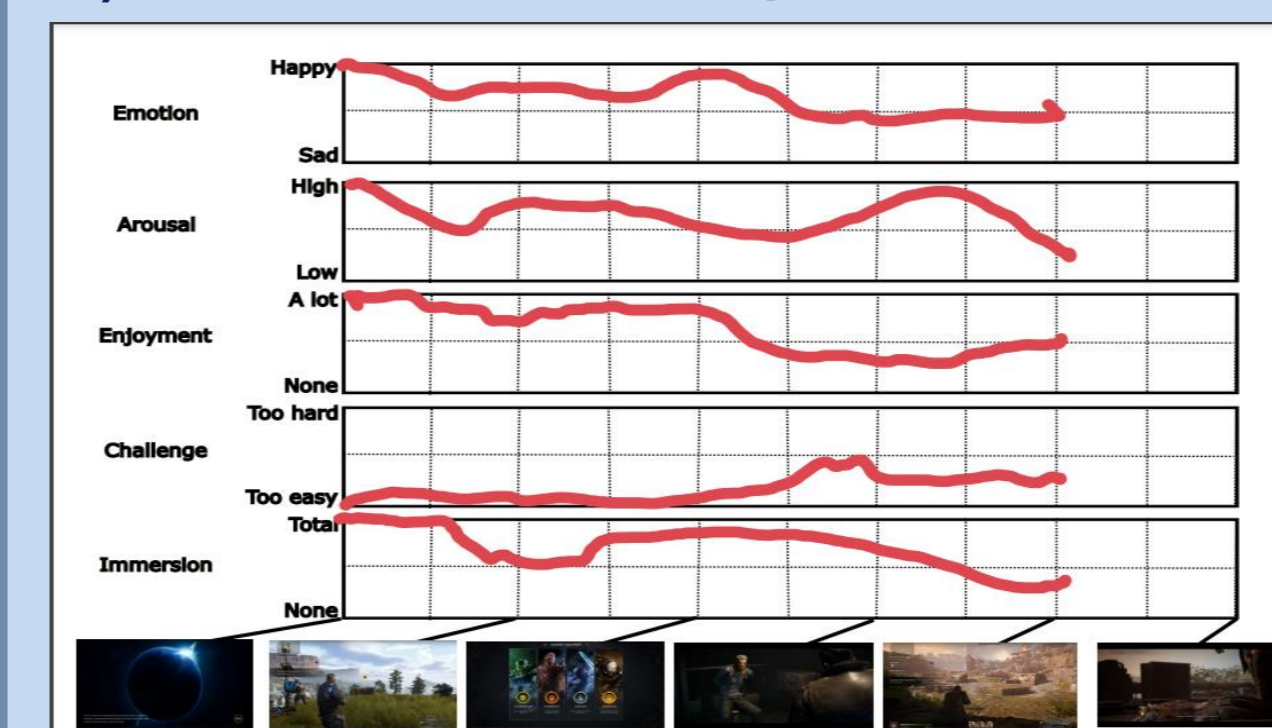 Happy
Emotion
Sad
High
Arousal
Low
A lot
Enjoyment
None
Too hard
Challenge
Too easy
Total
Immersion
None